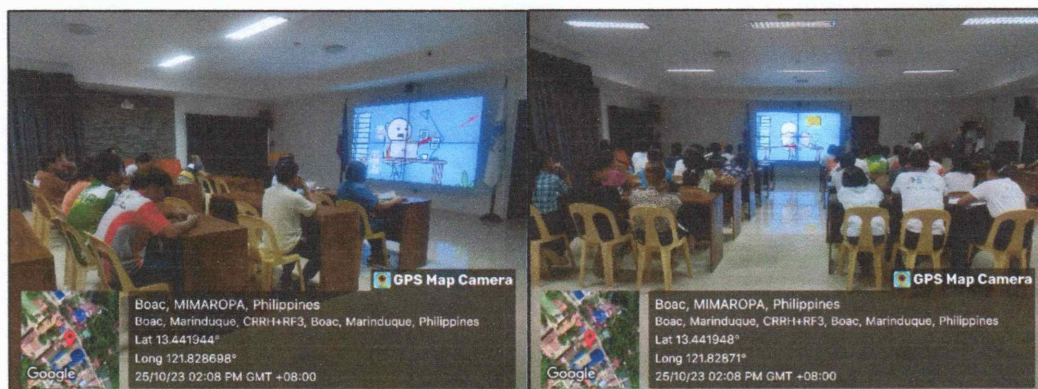 GPS Map Camera
Boac, MIMAROPA, Philippines
Boac, Marinduque, CRRH+RF3, Boac, Marinduque, Philippines
Lat 13.441944°
Long 121.828698°
25/10/23 02:08 PM GMT +08:00
Google
GPS Map Camera
Boac, MIMAROPA, Philippines
Boac, Marinduque, CRRH+RF3, Boac, Marinduque, Philippines
Lat 13.441948°
Long 121.82871°
25/10/23 02:08 PM GMT +08:00
Google